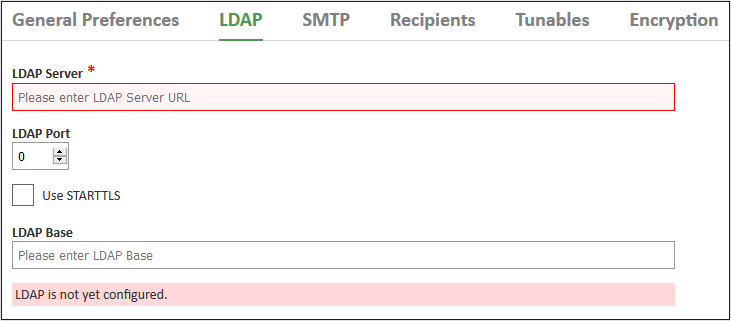 General Preferences LDAP SMTP Recipients Tunables Encryption
LDAP Server *
Please enter LDAP Server URL
LDAP Port
0
Use STARTTLS
LDAP Base
Please enter LDAP Base
LDAP is not yet configured.